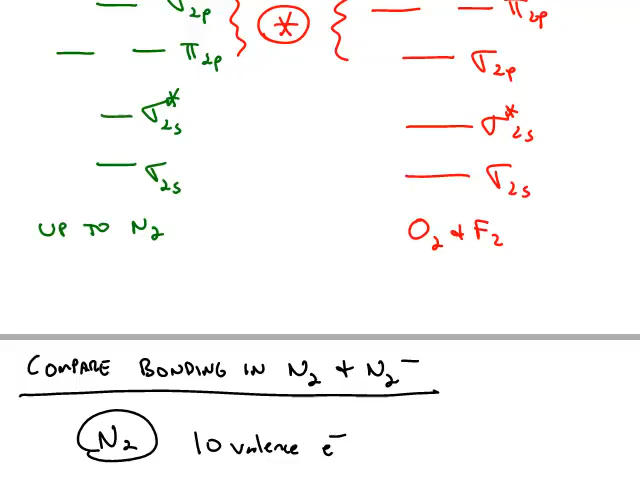 σ2p π2p
π2p σ2p
σ*2s σ*2s
σ2s σ2s
UP TO N2 O2 & F2
COMPARE BONDING IN N2 & N2⁻
N2 10 valence e⁻